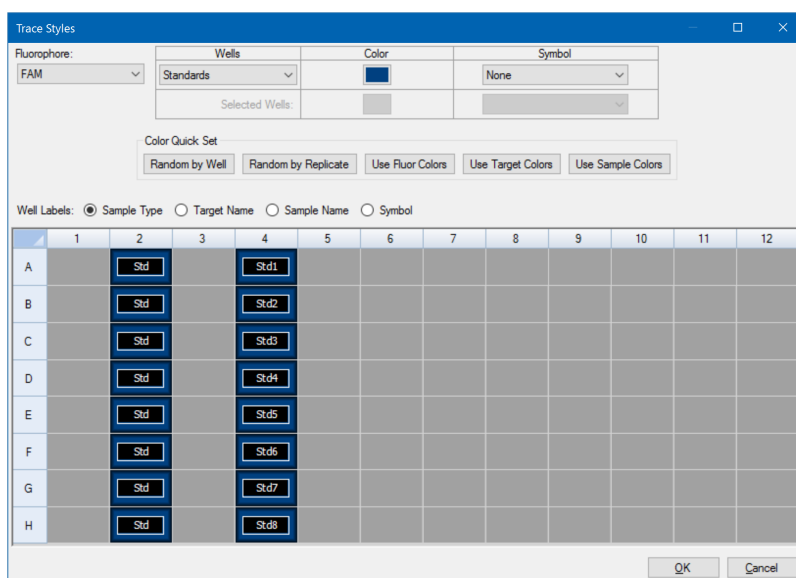 Trace Styles
Fluorophore:
Wells Color Symbol
FAM
Standards None
Selected Wells:
Color Quick Set
Random by Well Random by Replicate Use Fluor Colors Use Target Colors Use Sample Colors
Well Labels: Sample Type Target Name Sample Name Symbol
1 2 3 4 5 6 7 8 9 10 11 12
A Std Std1
B Std Std2
C Std Std3
D Std Std4
E Std Std5
F Std Std6
G Std Std7
H Std Std8
OK Cancel